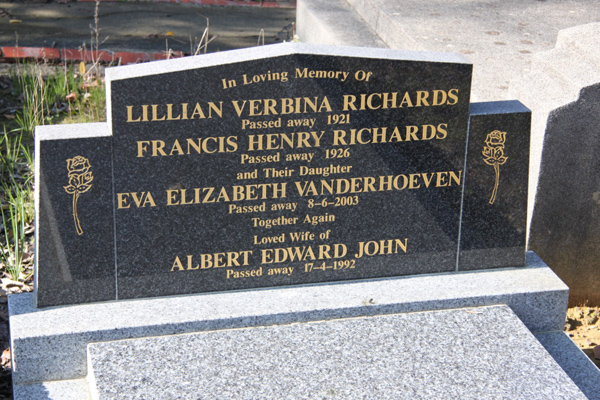 In Loving Memory Of
LILLIAN VERBINA RICHARDS
Passed away 1921
FRANCIS HENRY RICHARDS
Passed away 1926
and Their Daughter
EVA ELIZABETH VANDERHOEVEN
Passed away 8-6-2003
Together Again
Loved Wife of
ALBERT EDWARD JOHN
Passed away 17-4-1992